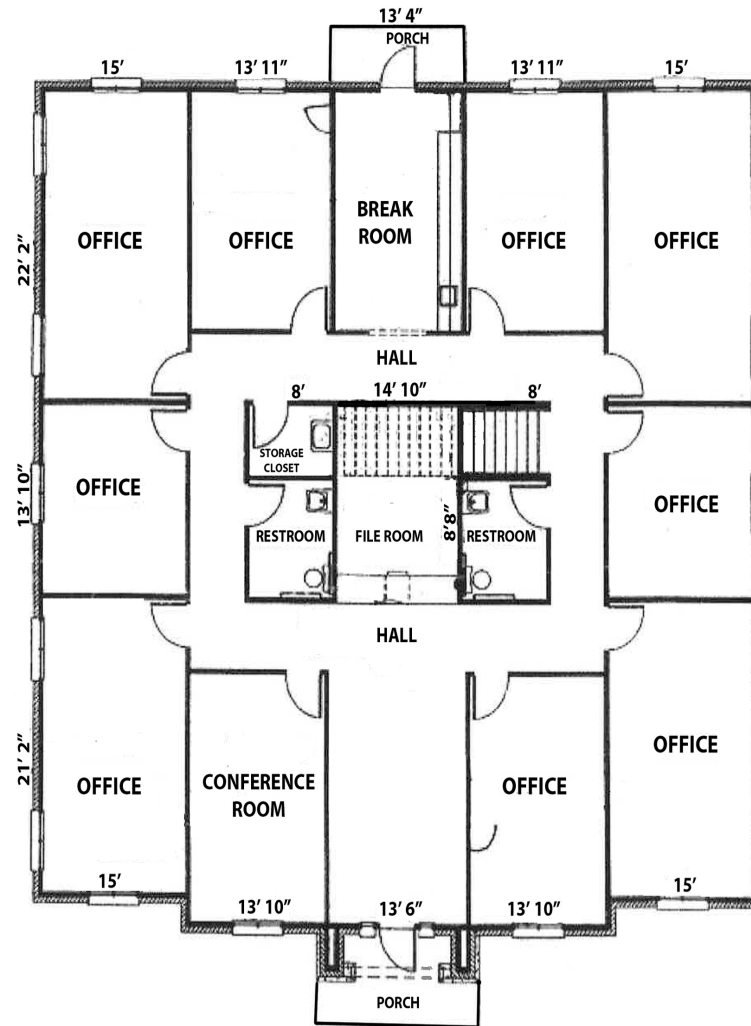 13' 4"
PORCH
15'
13' 11"
13' 11"
15'
OFFICE
OFFICE
BREAK
ROOM
OFFICE
OFFICE
22' 2"
HALL
8'
14' 10"
8'
STORAGE
CLOSET
OFFICE
OFFICE
13' 10"
RESTROOM
FILE ROOM
8'8"
RESTROOM
HALL
21' 2"
OFFICE
CONFERENCE
ROOM
OFFICE
OFFICE
15'
13' 10"
13' 6"
13' 10"
15'
PORCH